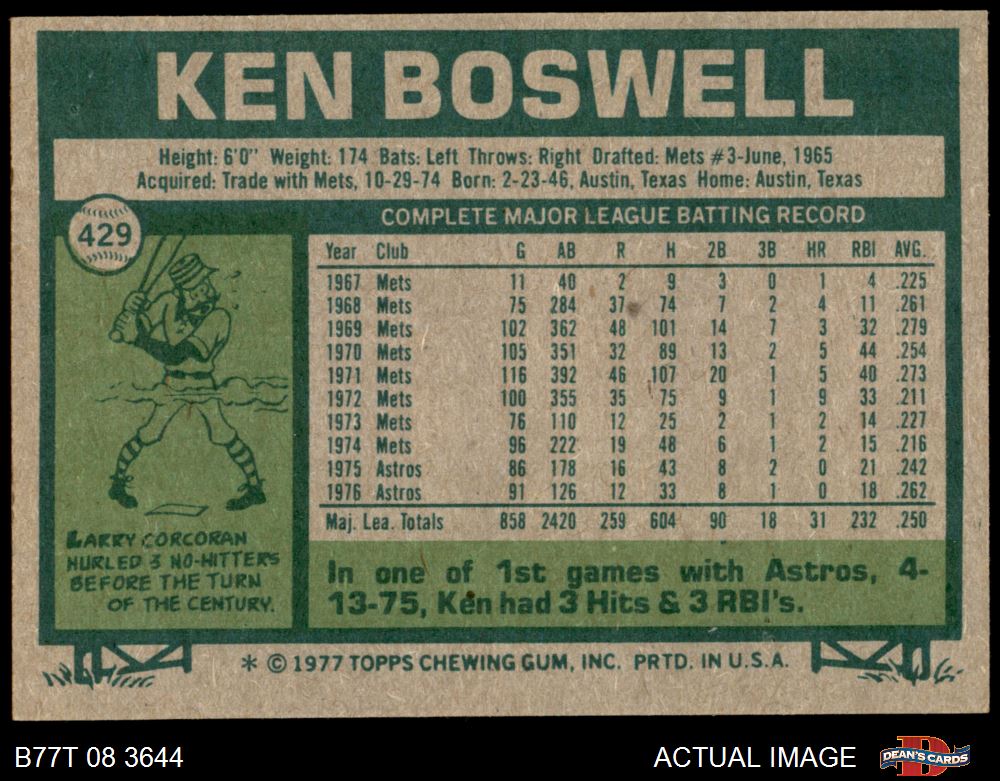 KEN BOSWELL
Height: 6'0" Weight: 174 Bats: Left Throws: Right Drafted: Mets #3-June, 1965
Acquired: Trade with Mets, 10-29-74 Born: 2-23-46, Austin, Texas Home: Austin, Texas
429
COMPLETE MAJOR LEAGUE BATTING RECORD
Year Club G AB R H 2B 3B HR RBI AVG.
1967 Mets 11 40 2 9 3 0 1 4 .225
1968 Mets 75 284 37 74 7 2 4 11 .261
1969 Mets 102 362 48 101 14 7 3 32 .279
1970 Mets 105 351 32 89 13 2 5 44 .254
1971 Mets 116 392 46 107 20 1 5 40 .273
1972 Mets 100 355 35 75 9 1 9 33 .211
1973 Mets 76 110 12 25 2 1 2 14 .227
1974 Mets 96 222 19 48 6 1 2 15 .216
1975 Astros 86 178 16 43 8 2 0 21 .242
1976 Astros 91 126 12 33 8 1 0 18 .262
Maj. Lea. Totals 858 2420 259 604 90 18 31 232 .250
LARRY CORCORAN
HURLED 3 NO-HITTERS
BEFORE THE TURN
OF THE CENTURY.
In one of 1st games with Astros, 4-
13-75, Ken had 3 Hits & 3 RBI's.
* © 1977 TOPPS CHEWING GUM, INC. PRTD. IN U.S.A.
B77T 08 3644
ACTUAL IMAGE
DEAN'S CARDS